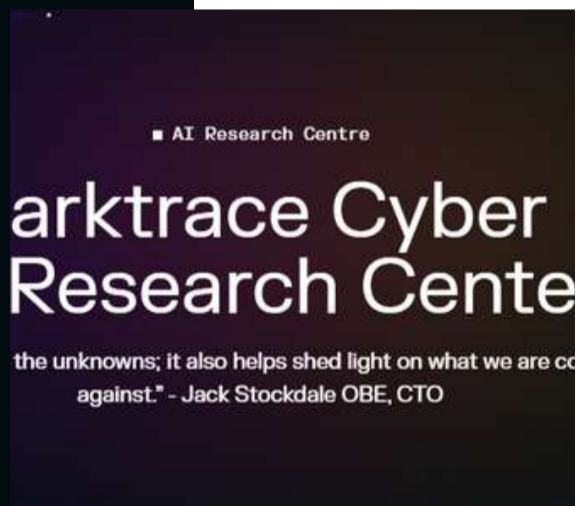 AI Research Centre
arktrace Cyber
Research Cente
the unknowns; it also helps shed light on what we are co
against.” - Jack Stockdale OBE, CTO